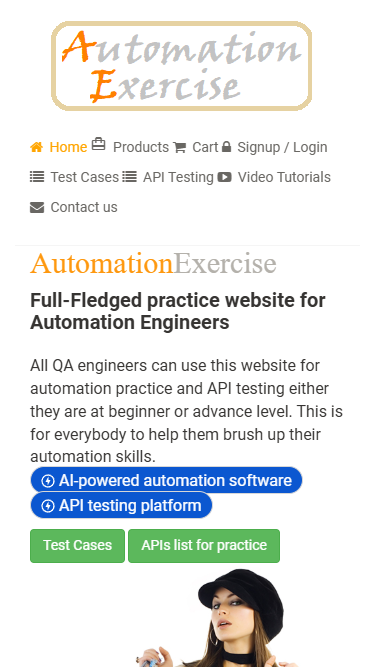 Automation
Exercise
Home Products Cart Signup / Login
Test Cases API Testing Video Tutorials
Contact us
AutomationExercise
Full-Fledged practice website for
Automation Engineers
All QA engineers can use this website for
automation practice and API testing either
they are at beginner or advance level. This is
for everybody to help them brush up their
automation skills.
AI-powered automation software
API testing platform
Test Cases APIs list for practice